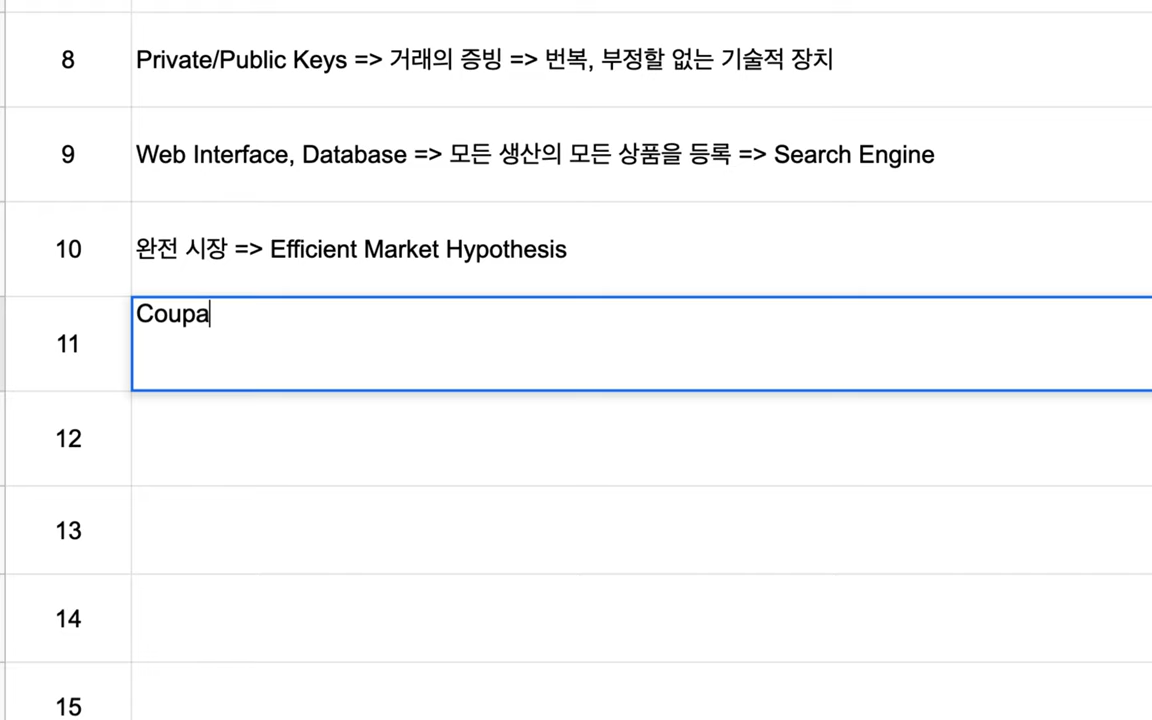 8 Private/Public Keys => 거래의 증빙 => 번복, 부정할 없는 기술적 장치
9 Web Interface, Database => 모든 생산의 모든 상품을 등록 => Search Engine
10 완전 시장 => Efficient Market Hypothesis
11 Coupa
12
13
14
15